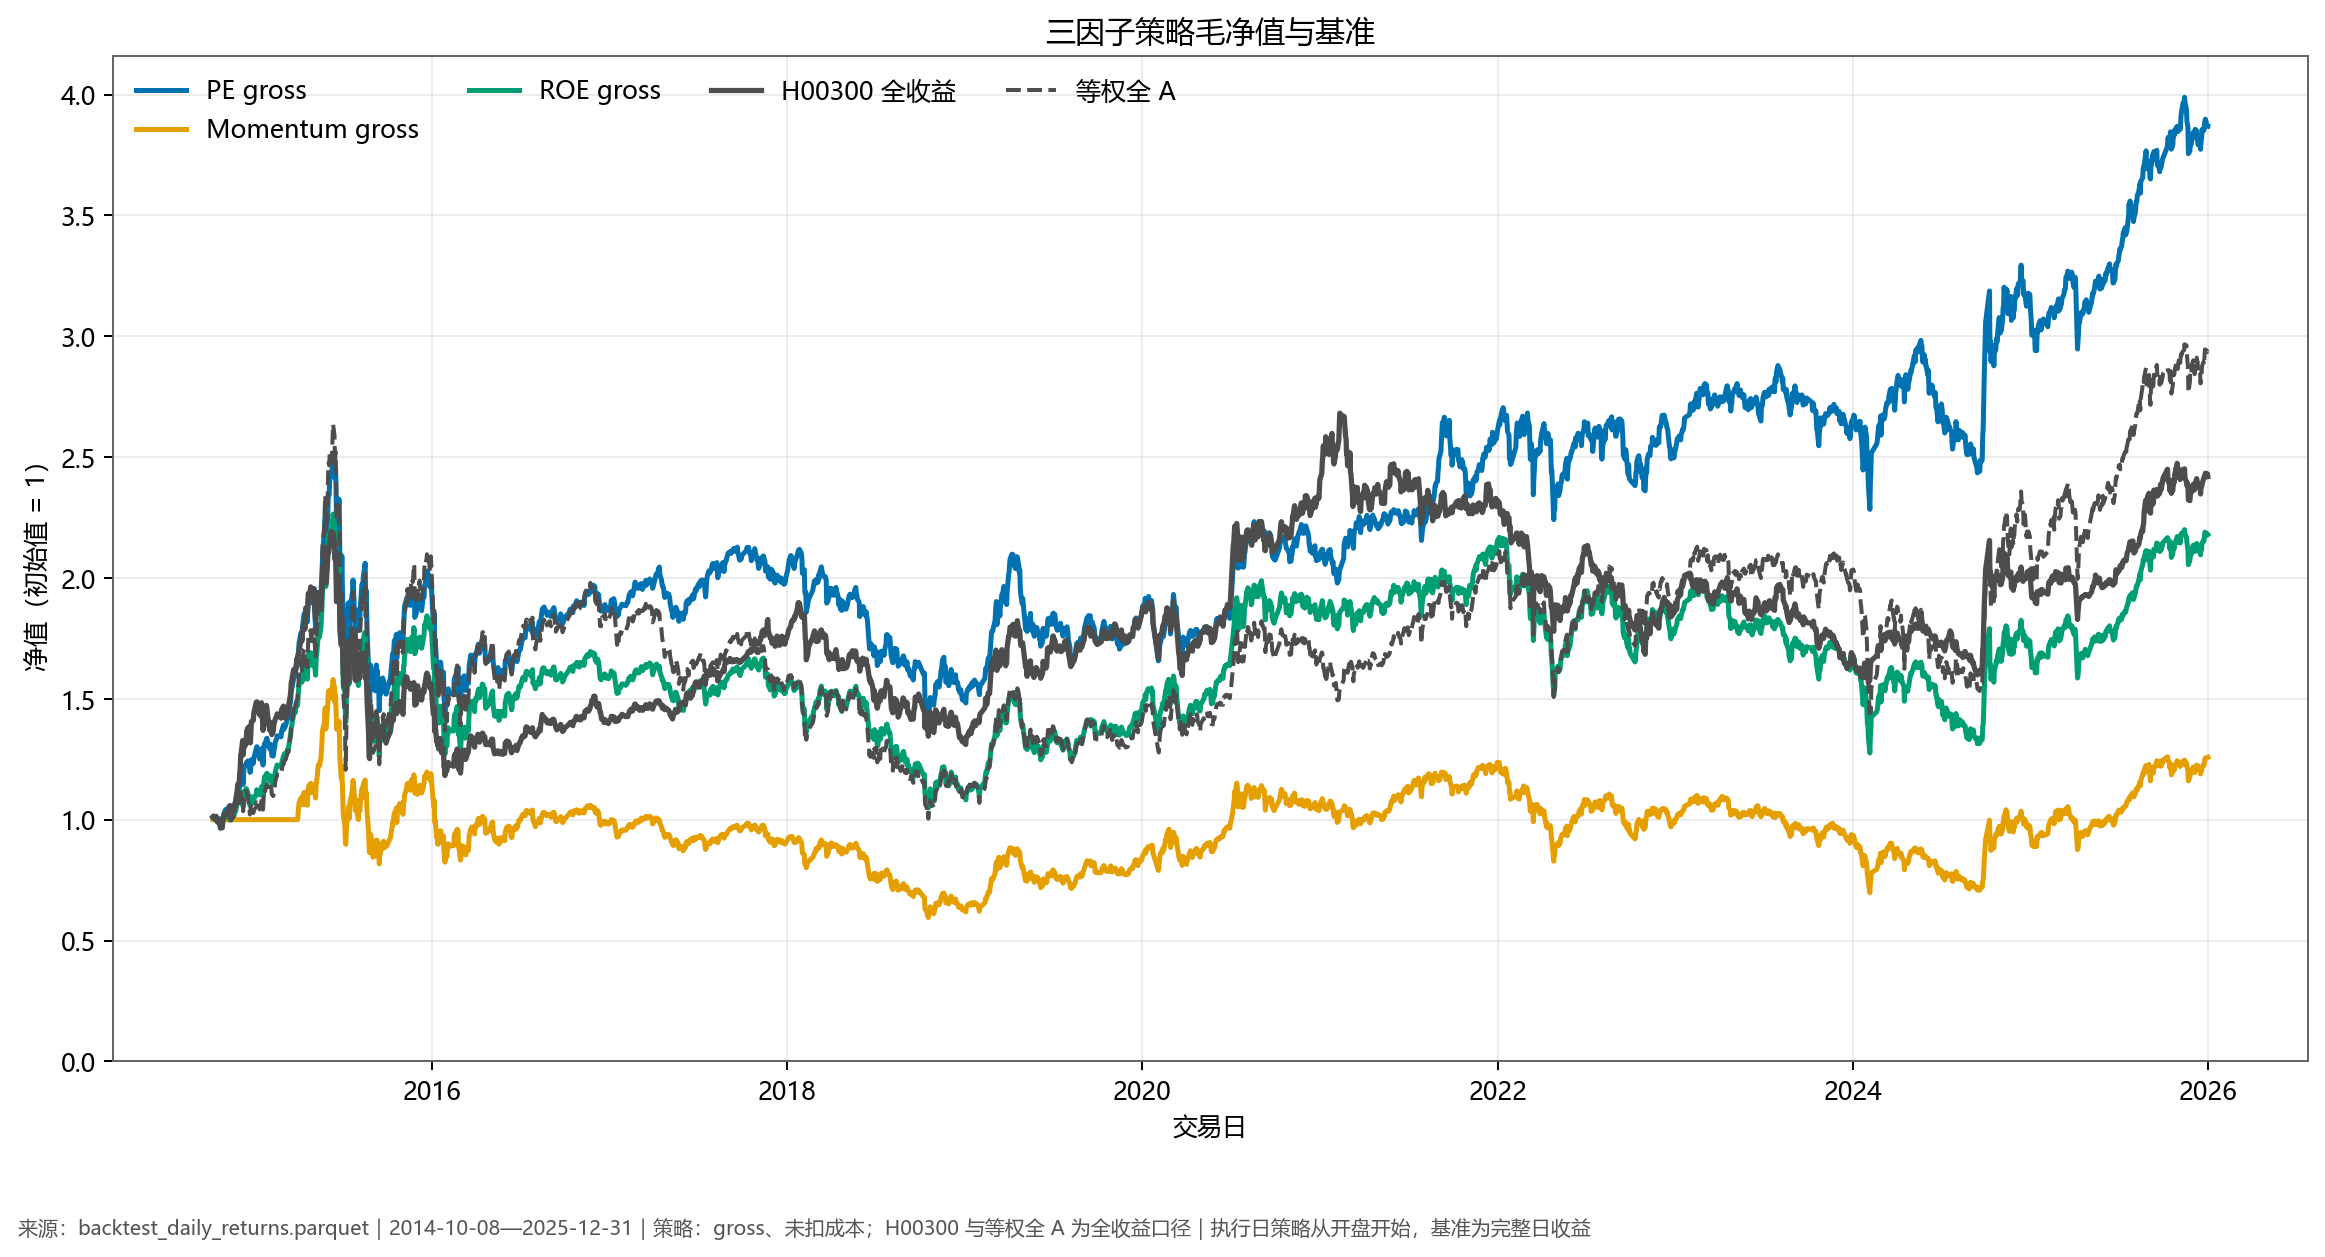 三因子策略毛净值与基准
PE gross
Momentum gross
ROE gross
H00300 全收益
等权全 A
净值（初始值 = 1）
4.0
3.5
3.0
2.5
2.0
1.5
1.0
0.5
0.0
2016
2018
2020
2022
2024
2026
交易日
来源：backtest_daily_returns.parquet | 2014-10-08—2025-12-31 | 策略：gross、未扣成本；H00300 与等权全 A 为全收益口径 | 执行日策略从开盘开始，基准为完整日收益